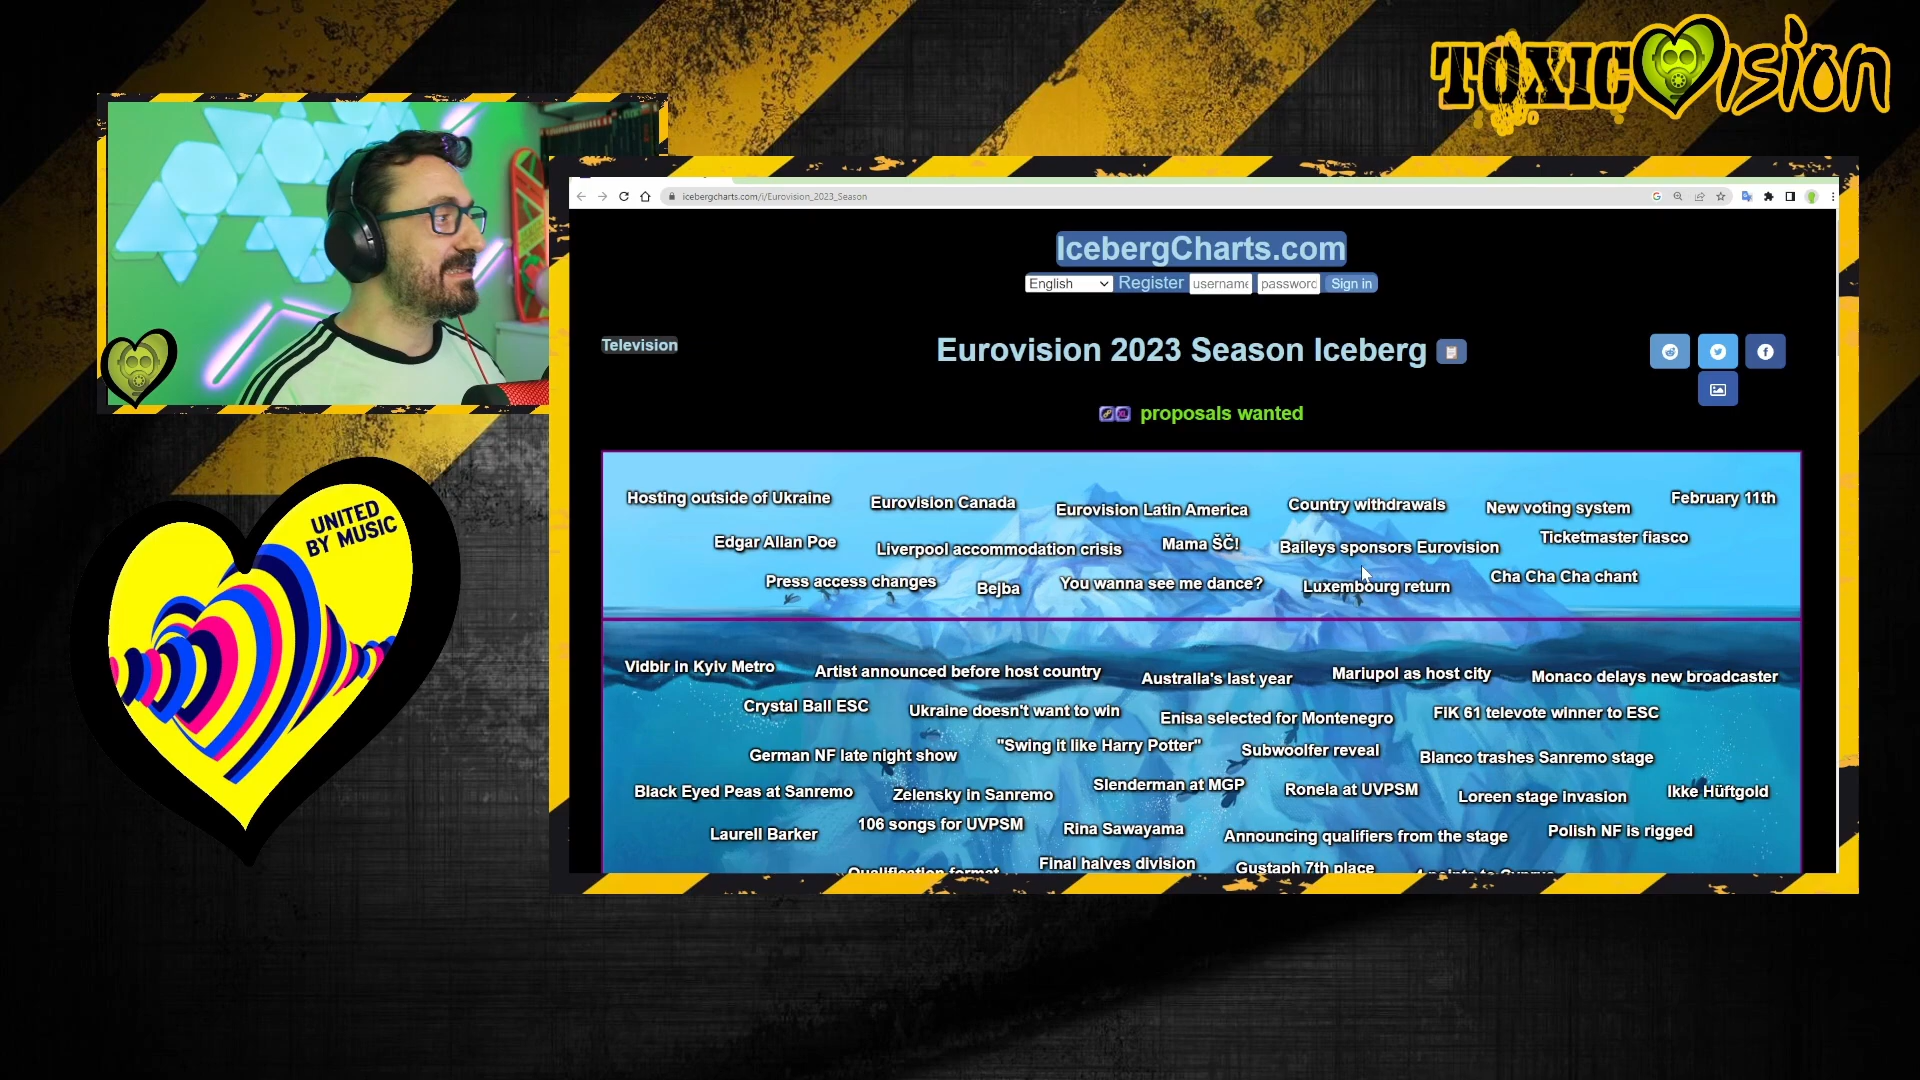 TOXICVision
icebergcharts.com/i/Eurovision_2023_Season
IcebergCharts.com
English Register username password Sign in
Television
Eurovision 2023 Season Iceberg
proposals wanted
UNITED
BY MUSIC
Hosting outside of Ukraine
Eurovision Canada
Eurovision Latin America
Country withdrawals
New voting system
February 11th
Edgar Allan Poe
Liverpool accommodation crisis
Mama ŠČ!
Baileys sponsors Eurovision
Ticketmaster fiasco
Press access changes
Bejba
You wanna see me dance?
Luxembourg return
Cha Cha Cha chant
Vidbir in Kyiv Metro
Artist announced before host country
Australia's last year
Mariupol as host city
Monaco delays new broadcaster
Crystal Ball ESC
Ukraine doesn't want to win
Enisa selected for Montenegro
FiK 61 televote winner to ESC
German NF late night show
"Swing it like Harry Potter"
Subwoolfer reveal
Blanco trashes Sanremo stage
Black Eyed Peas at Sanremo
Zelensky in Sanremo
Slenderman at MGP
Ronela at UVPSM
Loreen stage invasion
Ikke Hüftgold
Laurell Barker
106 songs for UVPSM
Rina Sawayama
Announcing qualifiers from the stage
Polish NF is rigged
Qualification format
Final halves division
Gustaph 7th place
4 points to Cyprus